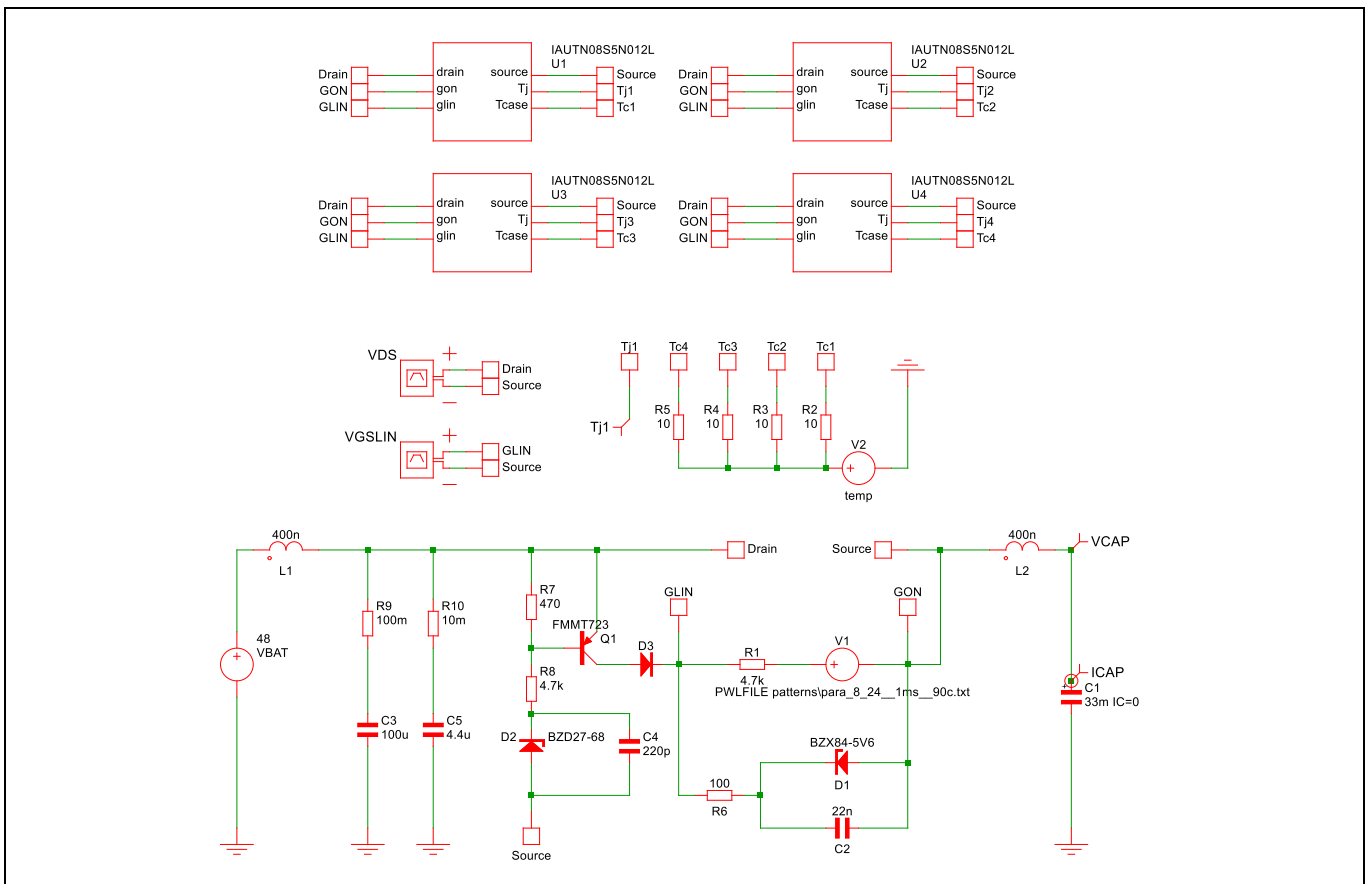 IAUTN08S5N012L
U1
Drain
GON
GLIN
drain
gon
glin
source
Tj
Tcase
Source
Tj1
Tc1
IAUTN08S5N012L
U2
Drain
GON
GLIN
drain
gon
glin
source
Tj
Tcase
Source
Tj2
Tc2
IAUTN08S5N012L
U3
Drain
GON
GLIN
drain
gon
glin
source
Tj
Tcase
Source
Tj3
Tc3
IAUTN08S5N012L
U4
Drain
GON
GLIN
drain
gon
glin
source
Tj
Tcase
Source
Tj4
Tc4
VDS
+
Drain
Source
−
VGSLIN
+
GLIN
Source
−
Tj1
Tj1
Tc4
Tc3
Tc2
Tc1
R5
10
R4
10
R3
10
R2
10
V2
+
temp
400n
L1
Drain
Source
400n
L2
VCAP
48
VBAT
+
R9
100m
R10
10m
C3
100u
C5
4.4u
R7
470
FMMT723
Q1
R8
4.7k
D2
BZD27-68
C4
220p
Source
D3
GLIN
R1
4.7k
V1
+
PWLFILE patterns\para_8_24__1ms__90c.txt
GON
100
R6
BZX84-5V6
D1
22n
C2
ICAP
+
C1
33m IC=0